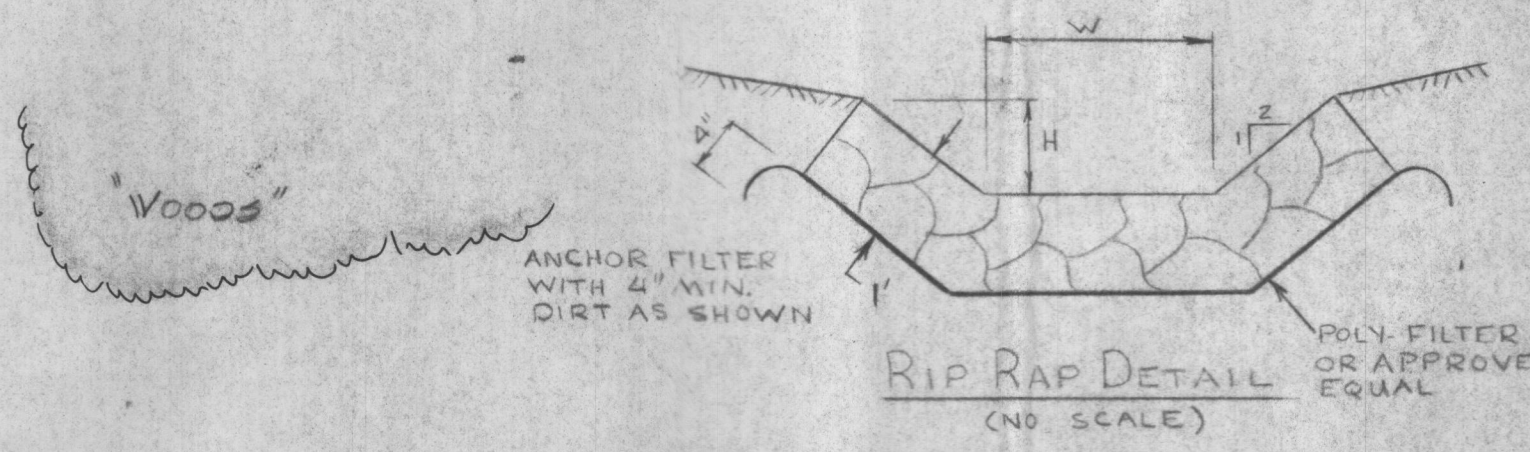 W
4"
H
1
2
"WOODS"
ANCHOR FILTER
WITH 4" MIN.
DIRT AS SHOWN
1'
POLY-FILTER
OR APPROVE
EQUAL
RIP RAP DETAIL
(NO SCALE)